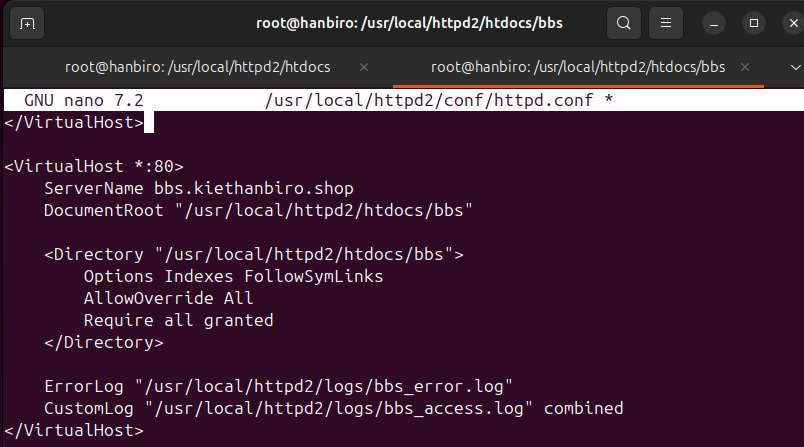 root@hanbiro: /usr/local/httpd2/htdocs/bbs
root@hanbiro: /usr/local/httpd2/htdocs × root@hanbiro: /usr/local/httpd2/htdocs/bbs ×
GNU nano 7.2 /usr/local/httpd2/conf/httpd.conf *
</VirtualHost>
<VirtualHost *:80>
    ServerName bbs.kiethanbiro.shop
    DocumentRoot "/usr/local/httpd2/htdocs/bbs"
    <Directory "/usr/local/httpd2/htdocs/bbs">
        Options Indexes FollowSymLinks
        AllowOverride All
        Require all granted
    </Directory>
    ErrorLog "/usr/local/httpd2/logs/bbs_error.log"
    CustomLog "/usr/local/httpd2/logs/bbs_access.log" combined
</VirtualHost>